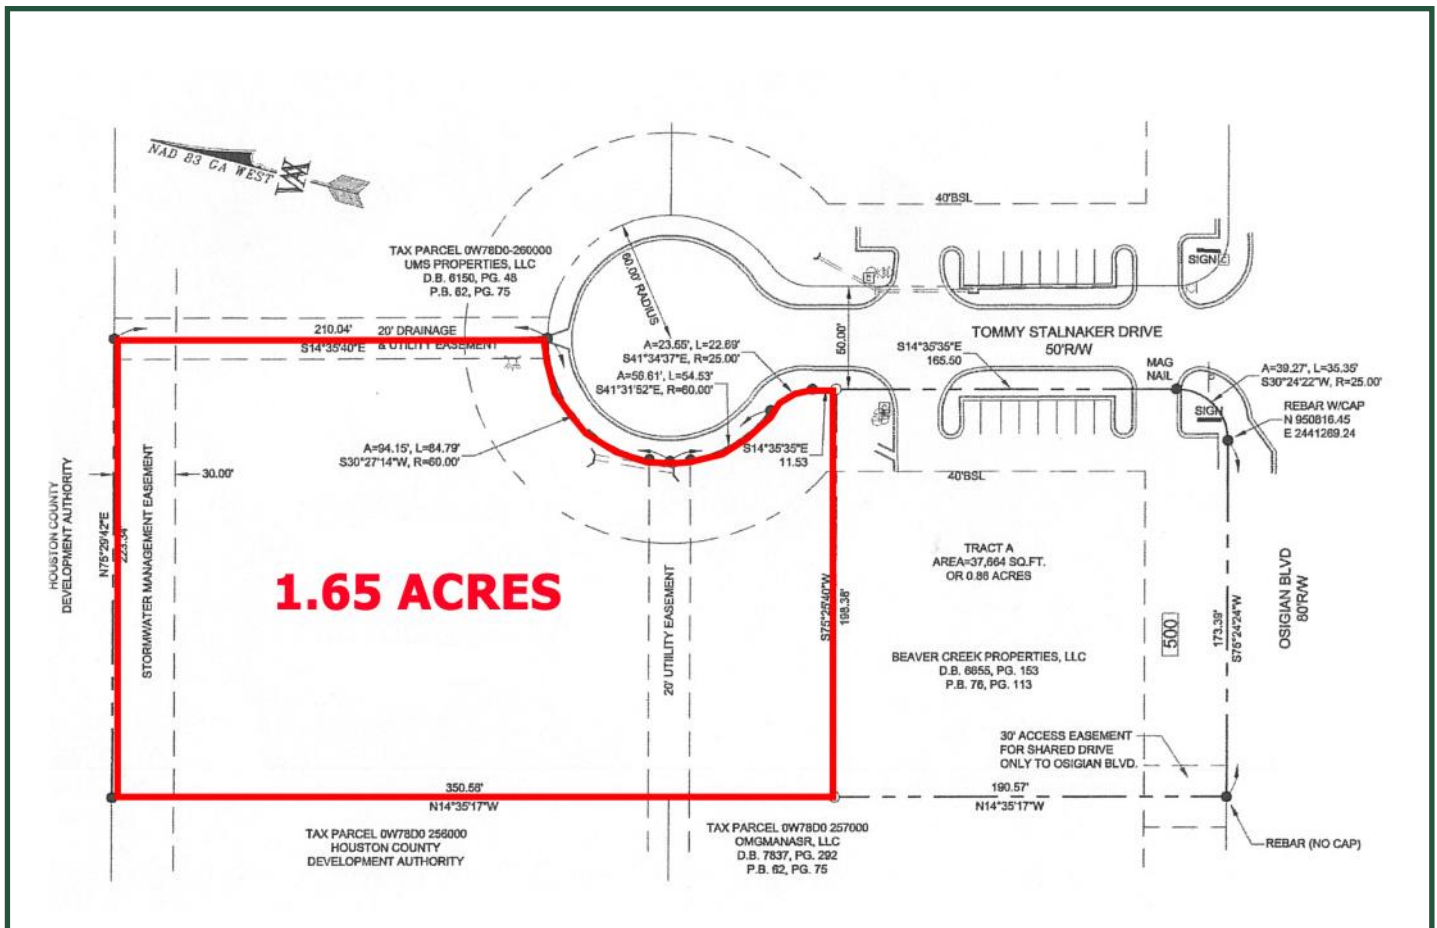 NAD 83 GA WEST
40'BSL
TAX PARCEL 0W78D0-260000
UMS PROPERTIES, LLC
D.B. 6150, PG. 48
P.B. 62, PG. 75
60.00' RADIUS
SIGN
210.04'
20' DRAINAGE
& UTILITY EASEMENT
S14°35'40"E
A=23.55', L=22.69'
S41°34'37"E, R=25.00'
50.00'
TOMMY STALNAKER DRIVE
50'R/W
S14°35'35"E
165.50
MAG
NAIL
A=39.27', L=35.35'
S30°24'22"W, R=25.00'
A=56.61', L=54.53'
S41°31'52"E, R=60.00'
SIGN
REBAR W/CAP
N 950816.45
E 2441269.24
A=94.15', L=84.79'
S30°27'14"W, R=60.00'
S14°35'35"E
11.53
30.00'
40'BSL
HOUSTON COUNTY
DEVELOPMENT AUTHORITY
N75°29'42"E
223.34'
STORMWATER MANAGEMENT EASEMENT
1.65 ACRES
20' UTIILITY EASEMENT
S75°25'40"W
198.38'
TRACT A
AREA=37,664 SQ.FT.
OR 0.86 ACRES
BEAVER CREEK PROPERTIES, LLC
D.B. 6655, PG. 153
P.B. 76, PG. 113
500
173.39'
S75°24'24"W
OSIGIAN BLVD
80'R/W
30' ACCESS EASEMENT
FOR SHARED DRIVE
ONLY TO OSIGIAN BLVD.
350.56'
N14°35'17"W
190.57'
N14°35'17"W
TAX PARCEL 0W78D0 256000
HOUSTON COUNTY
DEVELOPMENT AUTHORITY
TAX PARCEL 0W78D0 257000
OMGMANASR, LLC
D.B. 7837, PG. 292
P.B. 62, PG. 75
REBAR (NO CAP)